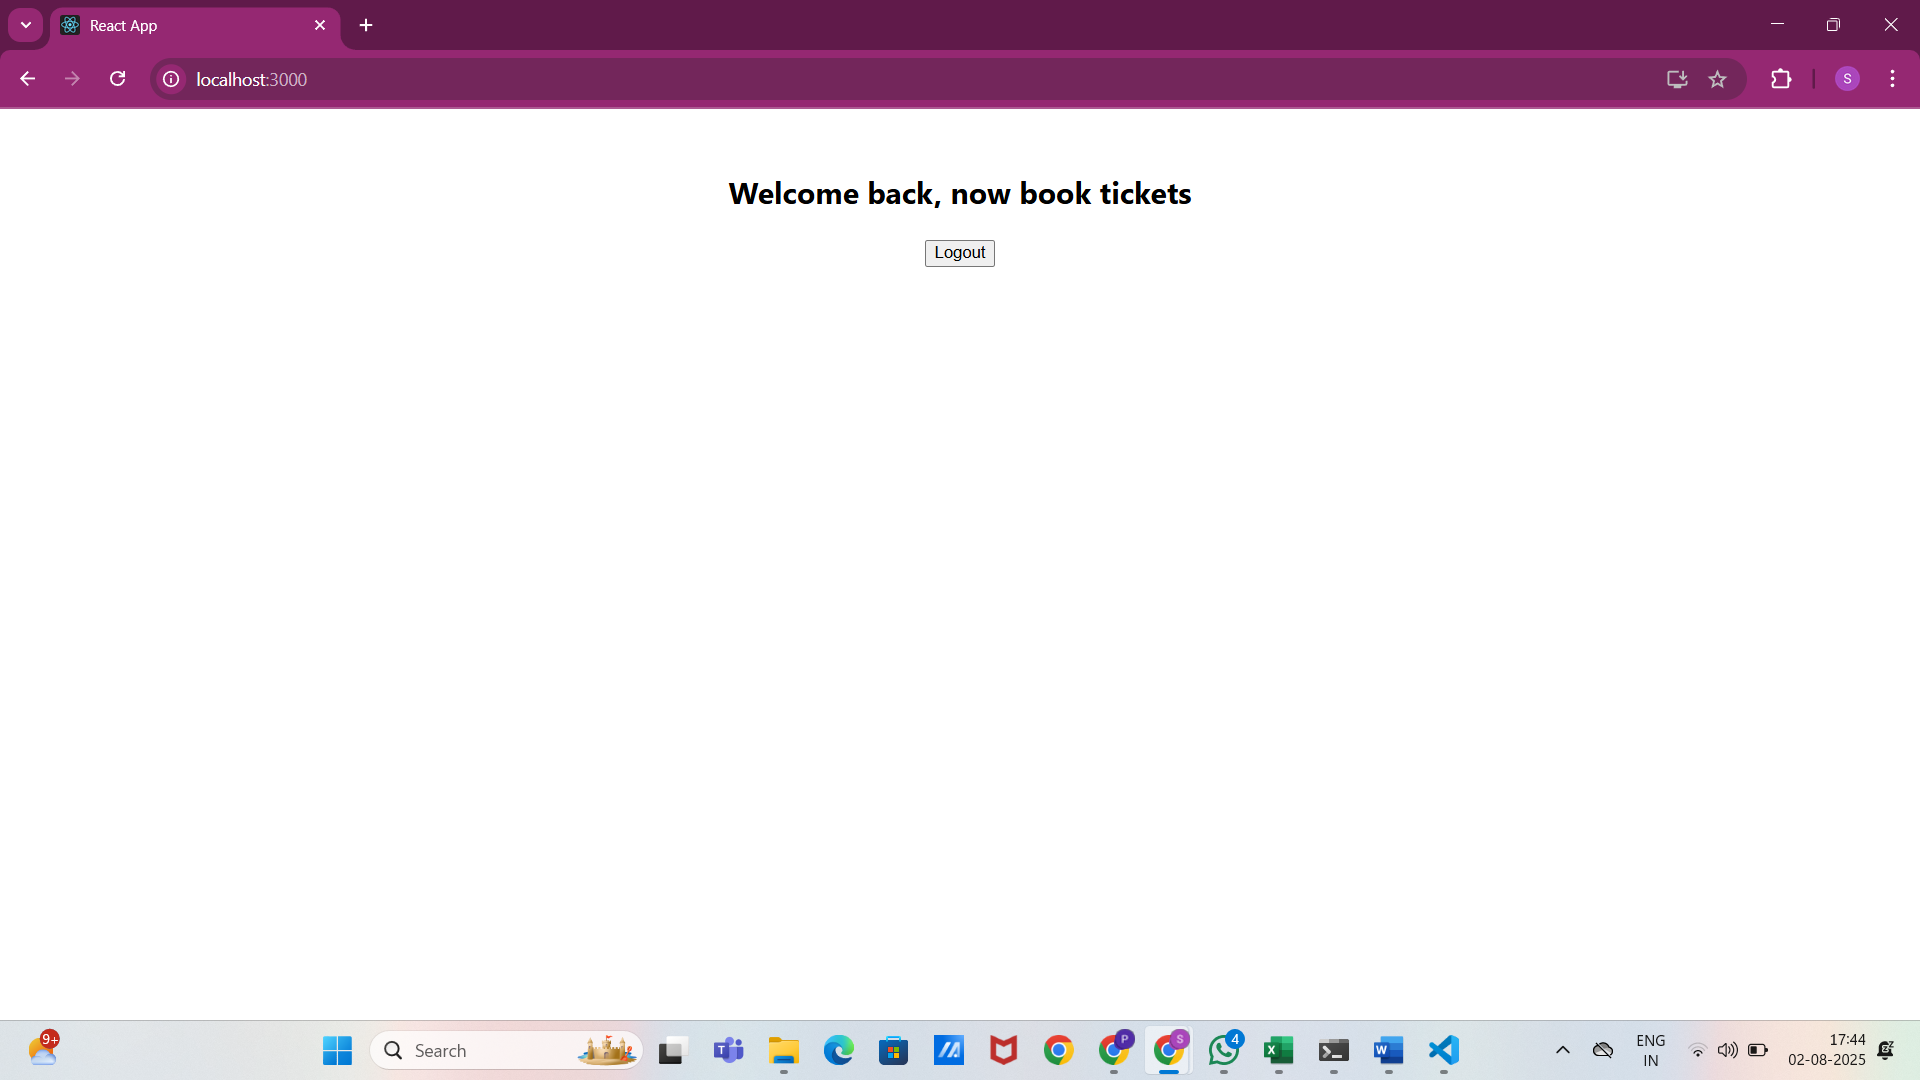 React App
localhost:3000
S
Welcome back, now book tickets
Logout
9+
Search
T
P
S
4
X
W
ENG
IN
17:44
02-08-2025